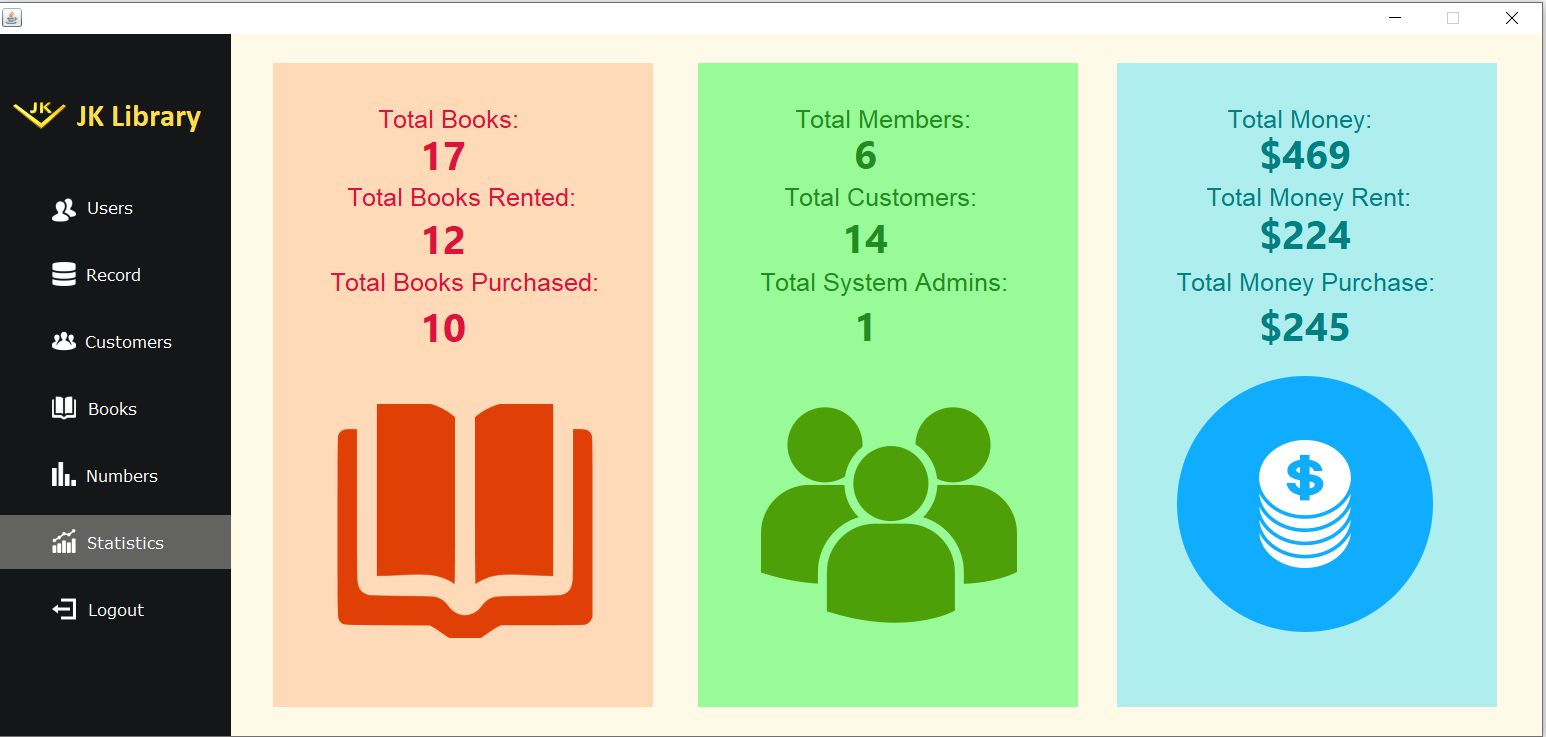 JK
JK Library
Users
Record
Customers
Books
Numbers
Statistics
Logout
Total Books:
17
Total Books Rented:
12
Total Books Purchased:
10
Total Members:
6
Total Customers:
14
Total System Admins:
1
Total Money:
$469
Total Money Rent:
$224
Total Money Purchase:
$245
$